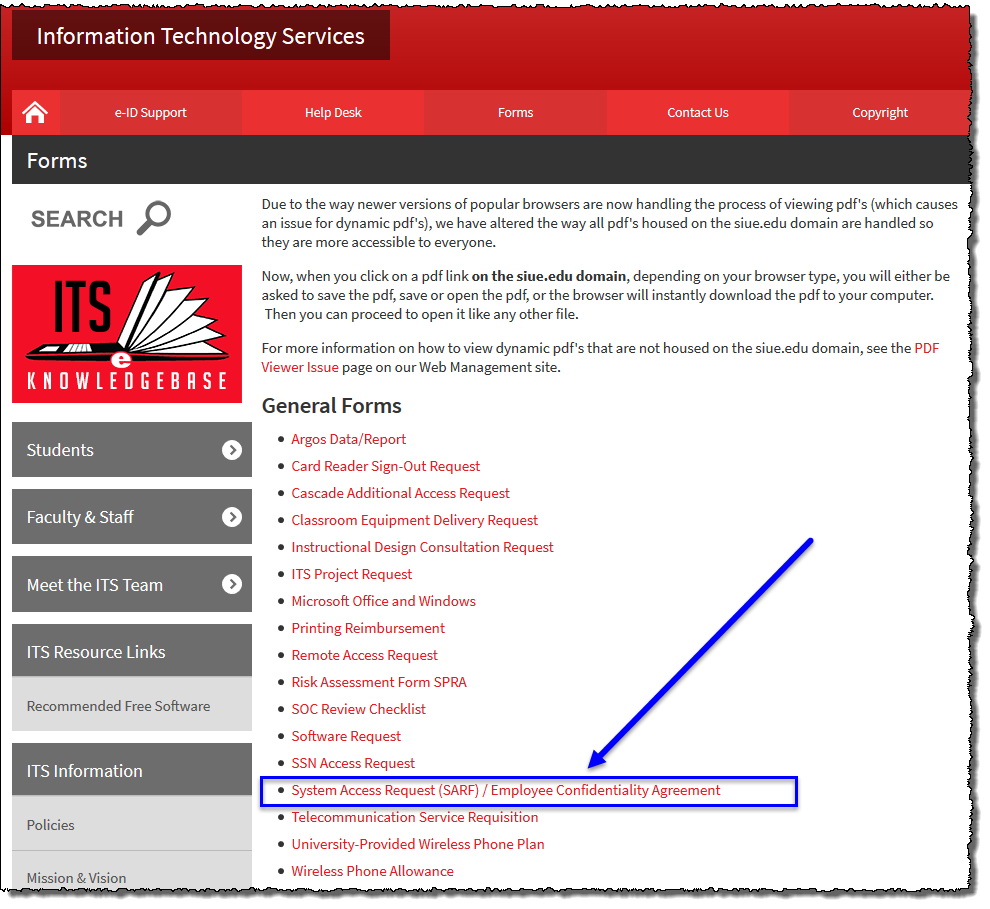 Information Technology Services
e-ID Support
Help Desk
Forms
Contact Us
Copyright
Forms
SEARCH
ITS
e
KNOWLEDGEBASE
Students
Faculty & Staff
Meet the ITS Team
ITS Resource Links
Recommended Free Software
ITS Information
Policies
Mission & Vision
Due to the way newer versions of popular browsers are now handling the process of viewing pdf's (which causes
an issue for dynamic pdf's), we have altered the way all pdf's housed on the siue.edu domain are handled so
they are more accessible to everyone.
Now, when you click on a pdf link on the siue.edu domain, depending on your browser type, you will either be
asked to save the pdf, save or open the pdf, or the browser will instantly download the pdf to your computer.
Then you can proceed to open it like any other file.
For more information on how to view dynamic pdf's that are not housed on the siue.edu domain, see the PDF
Viewer Issue page on our Web Management site.
General Forms
Argos Data/Report
Card Reader Sign-Out Request
Cascade Additional Access Request
Classroom Equipment Delivery Request
Instructional Design Consultation Request
ITS Project Request
Microsoft Office and Windows
Printing Reimbursement
Remote Access Request
Risk Assessment Form SPRA
SOC Review Checklist
Software Request
SSN Access Request
System Access Request (SARF) / Employee Confidentiality Agreement
Telecommunication Service Requisition
University-Provided Wireless Phone Plan
Wireless Phone Allowance